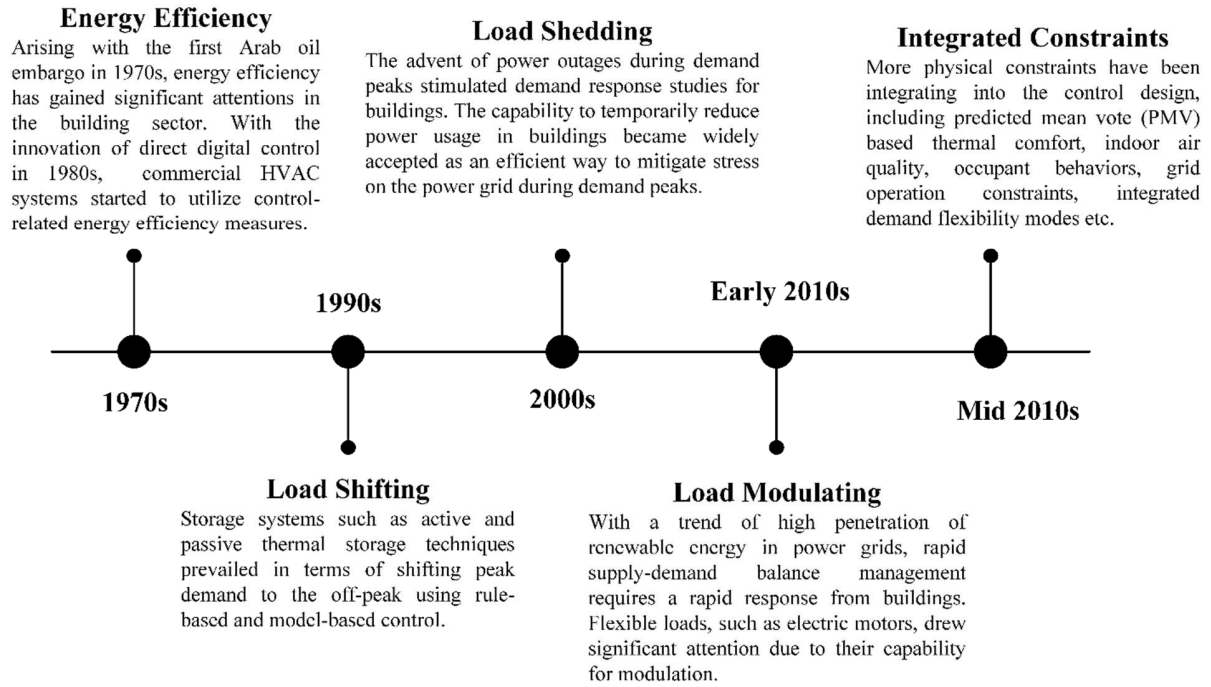 Energy Efficiency
Arising with the first Arab oil
embargo in 1970s, energy efficiency
has gained significant attentions in
the building sector. With the
innovation of direct digital control
in 1980s, commercial HVAC
systems started to utilize control-
related energy efficiency measures.
Load Shedding
The advent of power outages during demand
peaks stimulated demand response studies for
buildings. The capability to temporarily reduce
power usage in buildings became widely
accepted as an efficient way to mitigate stress
on the power grid during demand peaks.
Integrated Constraints
More physical constraints have been
integrating into the control design,
including predicted mean vote (PMV)
based thermal comfort, indoor air
quality, occupant behaviors, grid
operation constraints, integrated
demand flexibility modes etc.
1990s
Early 2010s
1970s
2000s
Mid 2010s
Load Shifting
Storage systems such as active and
passive thermal storage techniques
prevailed in terms of shifting peak
demand to the off-peak using rule-
based and model-based control.
Load Modulating
With a trend of high penetration of
renewable energy in power grids, rapid
supply-demand balance management
requires a rapid response from buildings.
Flexible loads, such as electric motors, drew
significant attention due to their capability
for modulation.